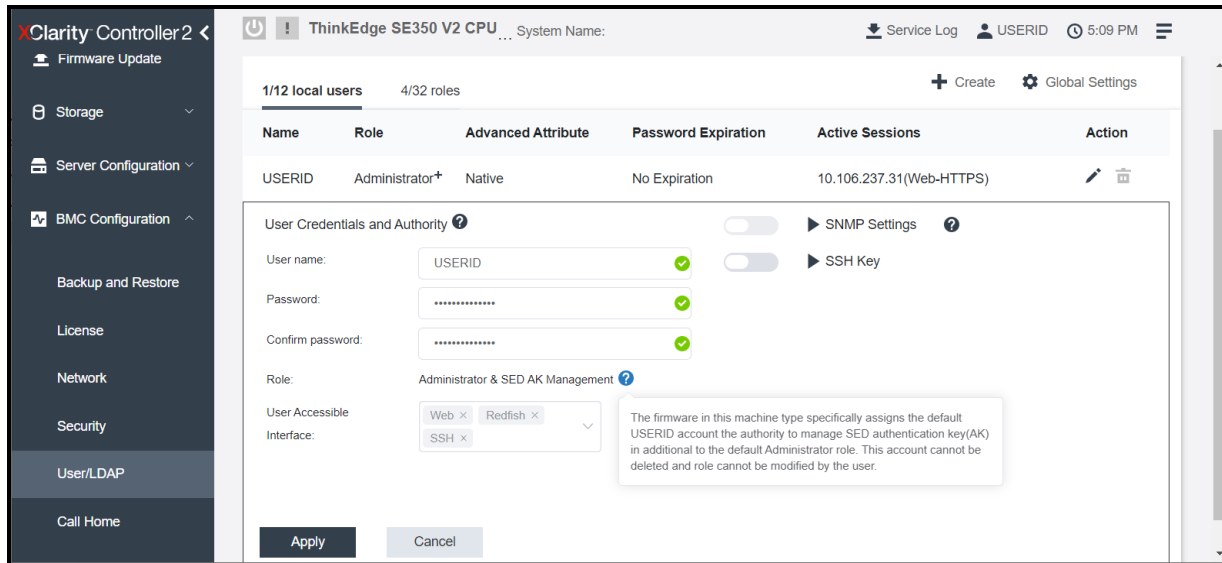 XClarity Controller 2
ThinkEdge SE350 V2 CPU... System Name:
Service Log USERID 5:09 PM
Firmware Update
Storage
Server Configuration
BMC Configuration
Backup and Restore
License
Network
Security
User/LDAP
Call Home
1/12 local users 4/32 roles
Create Global Settings
Name Role Advanced Attribute Password Expiration Active Sessions Action
USERID Administrator+ Native No Expiration 10.106.237.31(Web-HTTPS)
User Credentials and Authority ?
SNMP Settings ?
User name: USERID
SSH Key
Password: ••••••••••••••
Confirm password: ••••••••••••••
Role: Administrator & SED AK Management ?
User Accessible
Interface:
Web × Redfish ×
SSH ×
The firmware in this machine type specifically assigns the default
USERID account the authority to manage SED authentication key(AK)
in additional to the default Administrator role. This account cannot be
deleted and role cannot be modified by the user.
Apply Cancel